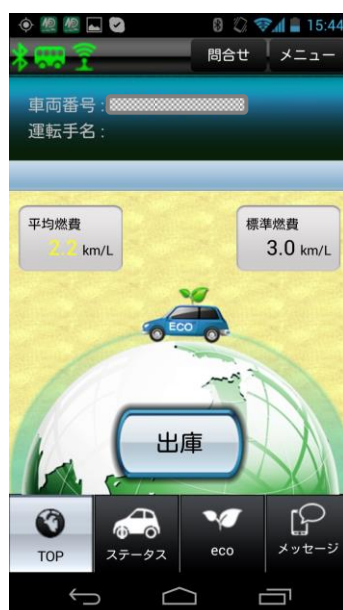 15:44
問合せ
メニュー
車両番号 :
運転手名 :
平均燃費
2.2 km/L
標準燃費
3.0 km/L
ECO
出庫
TOP
ステータス
eco
メッセージ